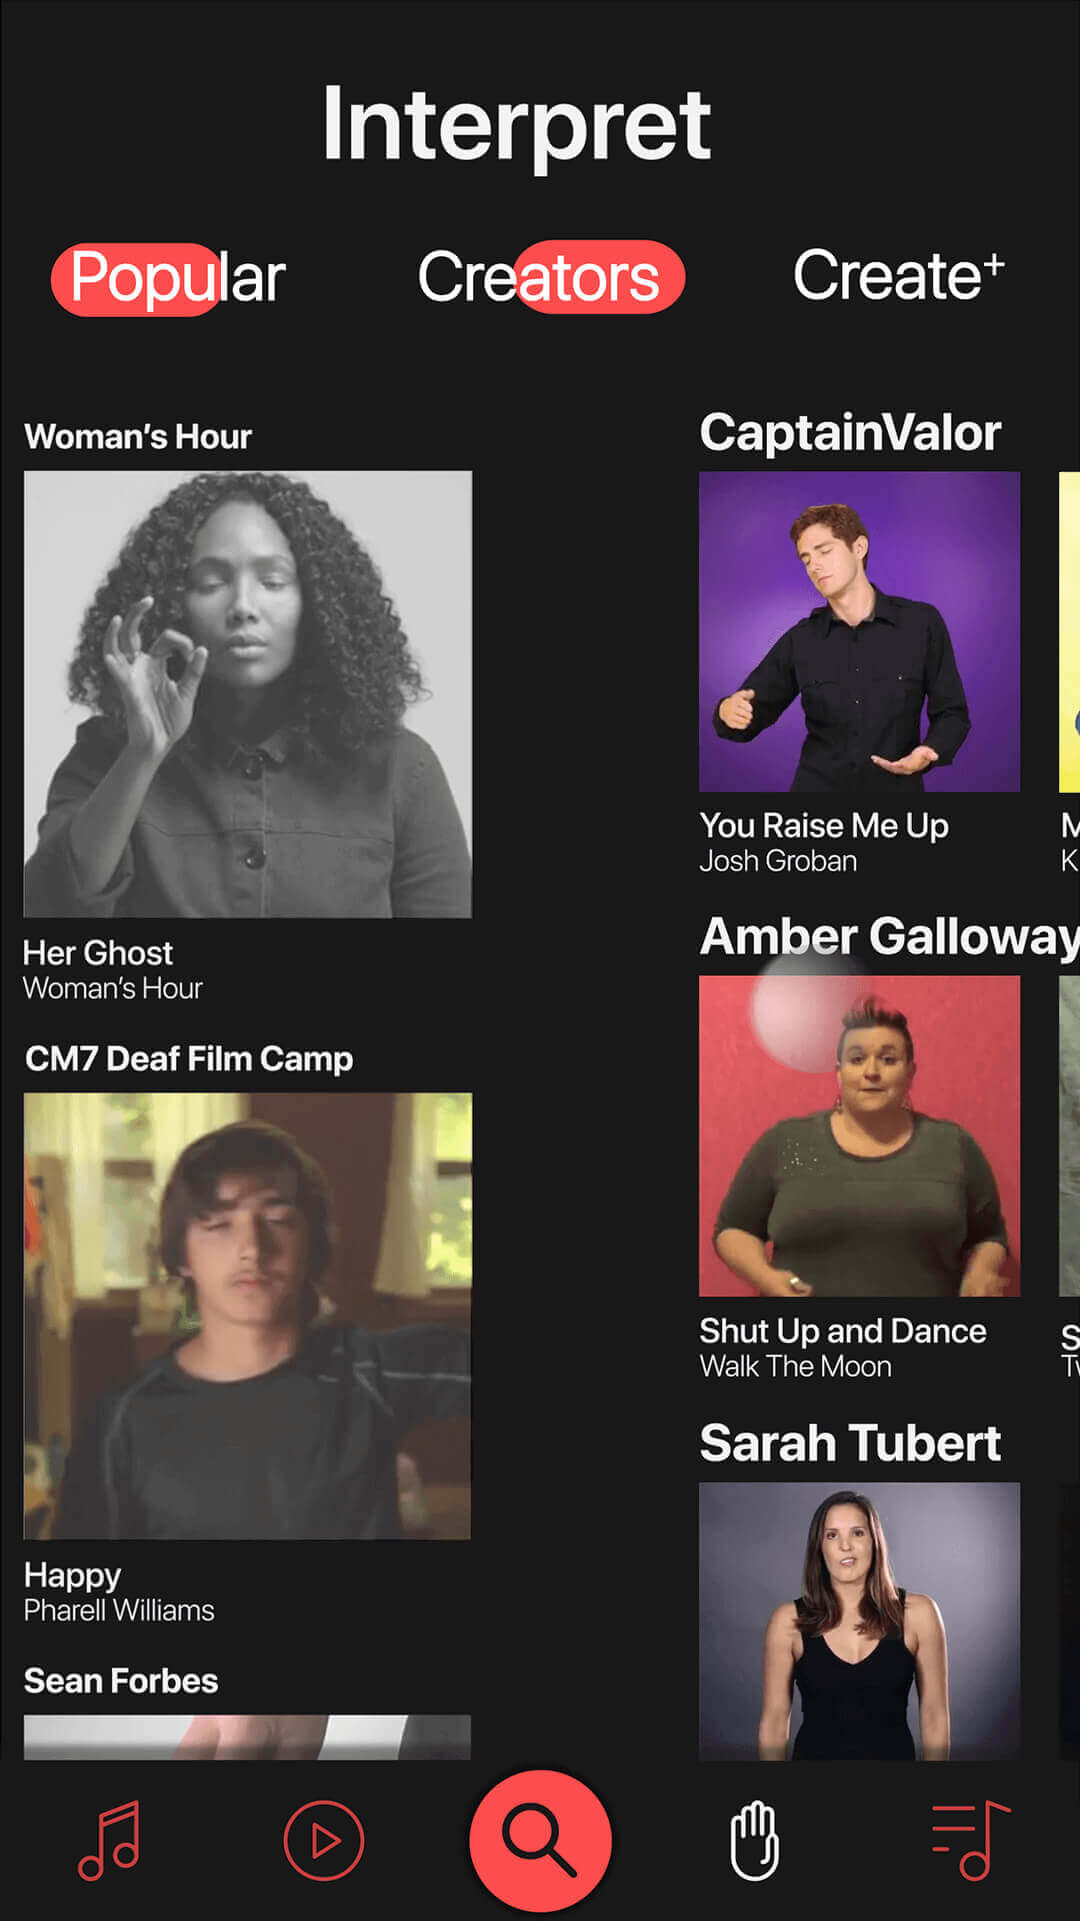 Interpret
Popular
Creators
Create+
Woman's Hour
Her Ghost
Woman's Hour
CM7 Deaf Film Camp
Happy
Pharell Williams
Sean Forbes
CaptainValor
You Raise Me Up
Josh Groban
M
K
Amber Galloway
Shut Up and Dance
Walk The Moon
S
Tw
Sarah Tubert